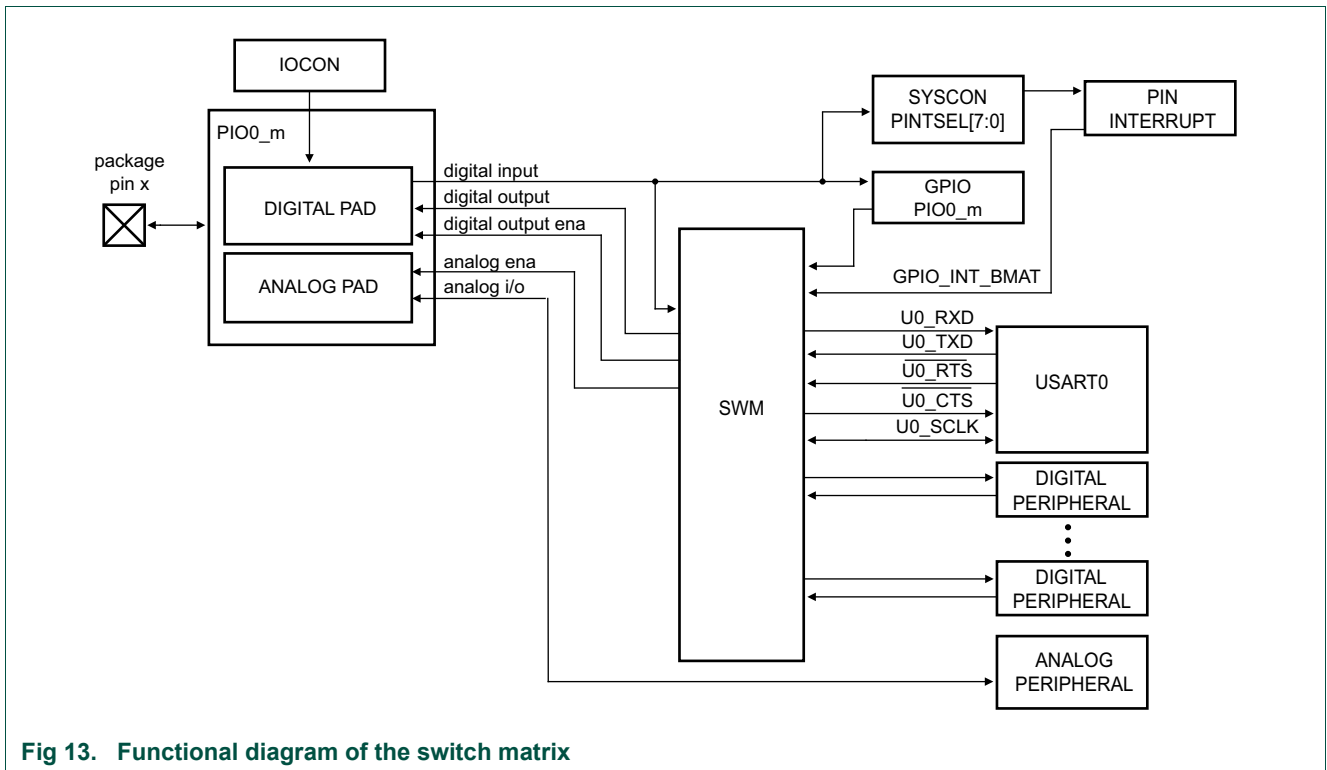 IOCON
PIO0_m
package
pin x
DIGITAL PAD
ANALOG PAD
digital input
digital output
digital output ena
analog ena
analog i/o
SYSCON
PINTSEL[7:0]
PIN
INTERRUPT
GPIO
PIO0_m
GPIO_INT_BMAT
SWM
U0_RXD
U0_TXD
U0_RTS
U0_CTS
U0_SCLK
USART0
DIGITAL
PERIPHERAL
DIGITAL
PERIPHERAL
ANALOG
PERIPHERAL
Fig 13. Functional diagram of the switch matrix